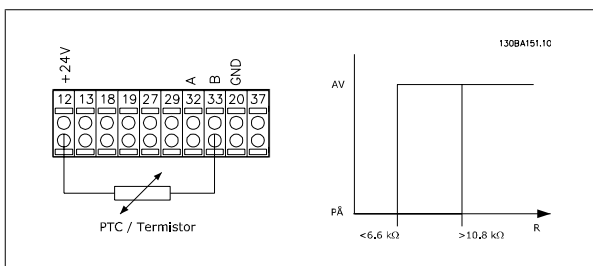 130BA151.10
+24V
A
B
GND
12 13 18 19 27 29 32 33 20 37
PTC / Termistor
AV
PÅ
<6.6 kΩ
>10.8 kΩ
R